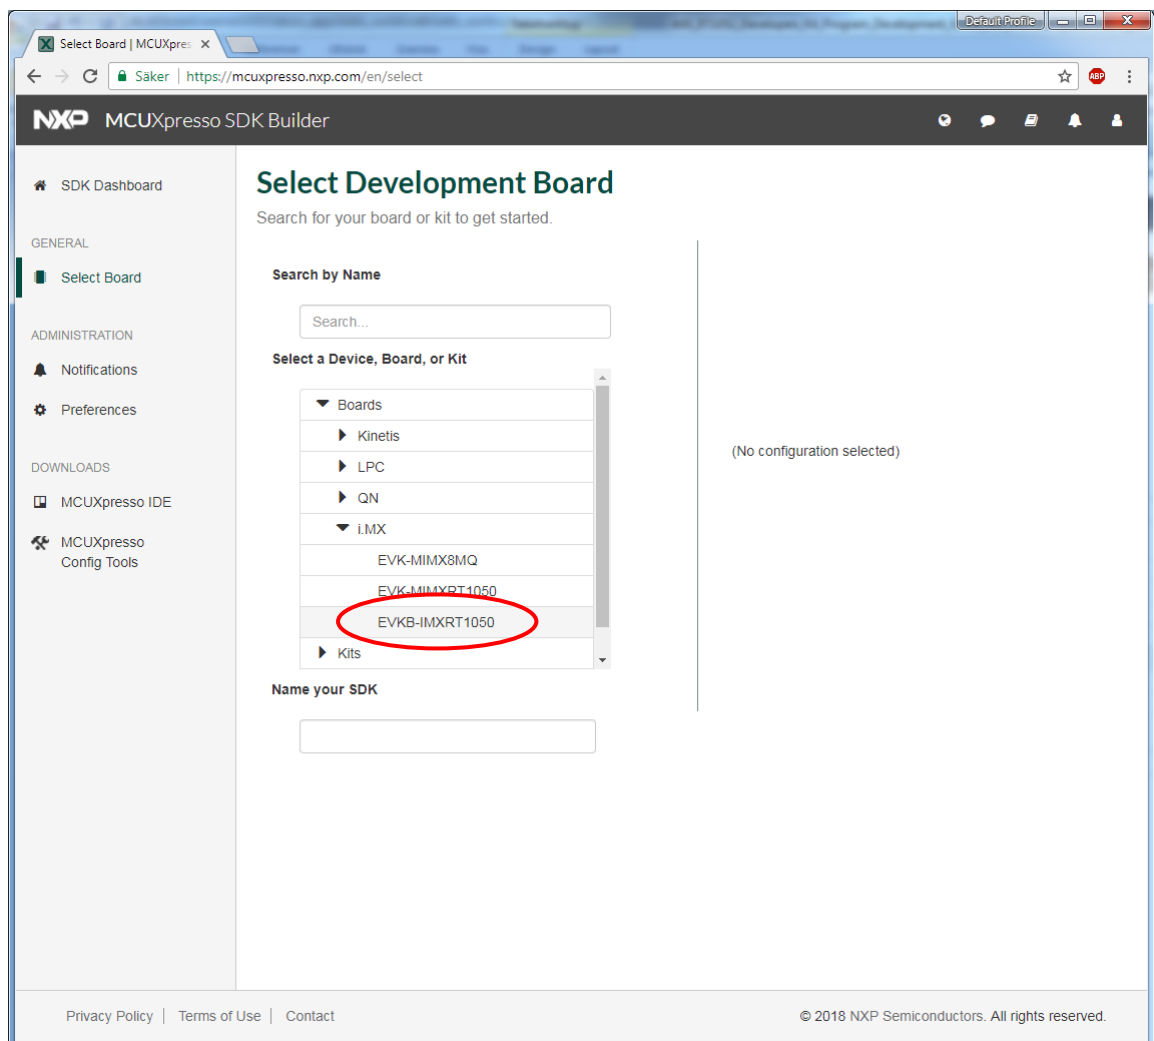 Default Profile
Select Board | MCUXpres
Säker | https://mcuxpresso.nxp.com/en/select
ABP
NXP MCUXpresso SDK Builder
SDK Dashboard
GENERAL
Select Board
ADMINISTRATION
Notifications
Preferences
DOWNLOADS
MCUXpresso IDE
MCUXpresso
Config Tools
Select Development Board
Search for your board or kit to get started.
Search by Name
Search...
Select a Device, Board, or Kit
Boards
Kinetis
LPC
QN
i.MX
EVK-MIMX8MQ
EVK-MIMXRT1050
EVKB-IMXRT1050
Kits
Name your SDK
(No configuration selected)
Privacy Policy | Terms of Use | Contact
© 2018 NXP Semiconductors. All rights reserved.